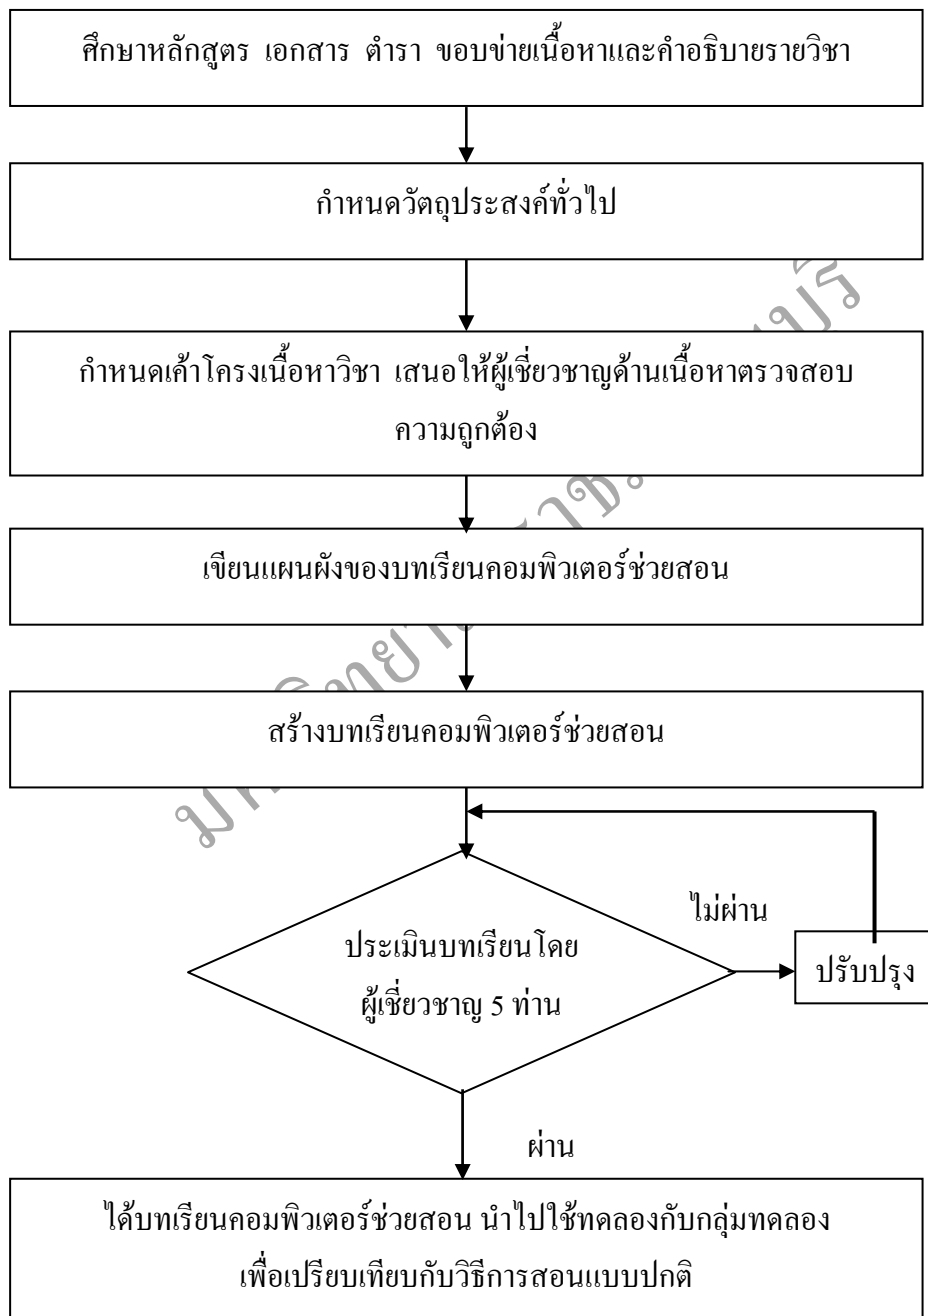 ศึกษาหลักสูตร เอกสาร ตำรา ขอบข่ายเนื้อหาและคำอธิบายรายวิชา
กำหนดวัตถุประสงค์ทั่วไป
กำหนดเค้าโครงเนื้อหาวิชา เสนอให้ผู้เชี่ยวชาญด้านเนื้อหาตรวจสอบ
ความถูกต้อง
เขียนแผนผังของบทเรียนคอมพิวเตอร์ช่วยสอน
สร้างบทเรียนคอมพิวเตอร์ช่วยสอน
ไม่ผ่าน
ประเมินบทเรียนโดย
ผู้เชี่ยวชาญ 5 ท่าน
ปรับปรุง
ผ่าน
ได้บทเรียนคอมพิวเตอร์ช่วยสอน นำไปใช้ทดลองกับกลุ่มทดลอง
เพื่อเปรียบเทียบกับวิธีการสอนแบบปกติ